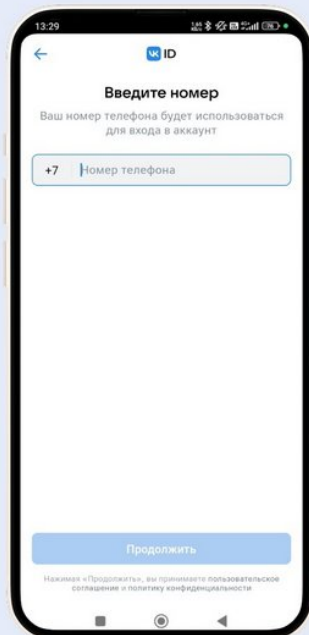 13:29
VK ID
Введите номер
Ваш номер телефона будет использоваться
для входа в аккаунт
+7 Номер телефона
Продолжить
Нажимая «Продолжить», вы принимаете пользовательское
соглашение и политику конфиденциальности